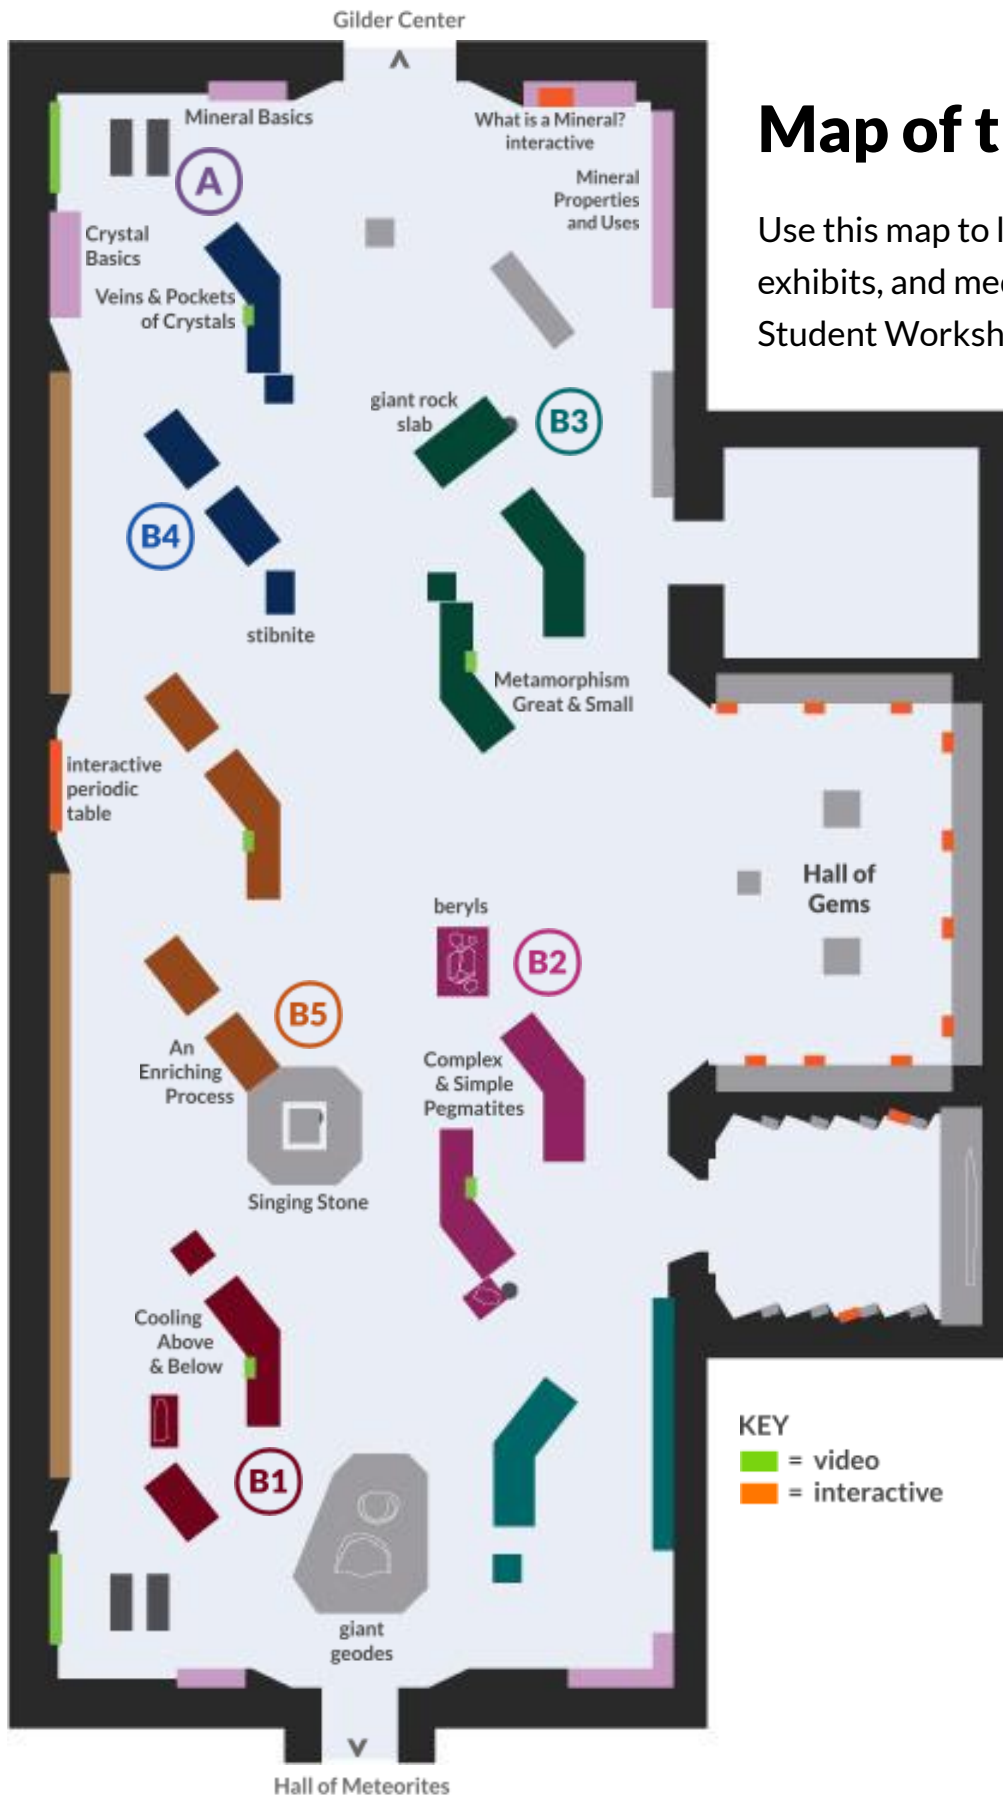 Gilder Center
Mineral Basics
What is a Mineral?
interactive
Map of t
A
Mineral
Properties
and Uses
Use this map to l
exhibits, and med
Student Worksh
Crystal
Basics
Veins & Pockets
of Crystals
giant rock
slab
B3
B4
stibnite
Metamorphism
Great & Small
interactive
periodic
table
Hall of
Gems
beryls
B2
B5
An
Enriching
Process
Complex
& Simple
Pegmatites
Singing Stone
Cooling
Above
& Below
B1
KEY
= video
= interactive
giant
geodes
Hall of Meteorites